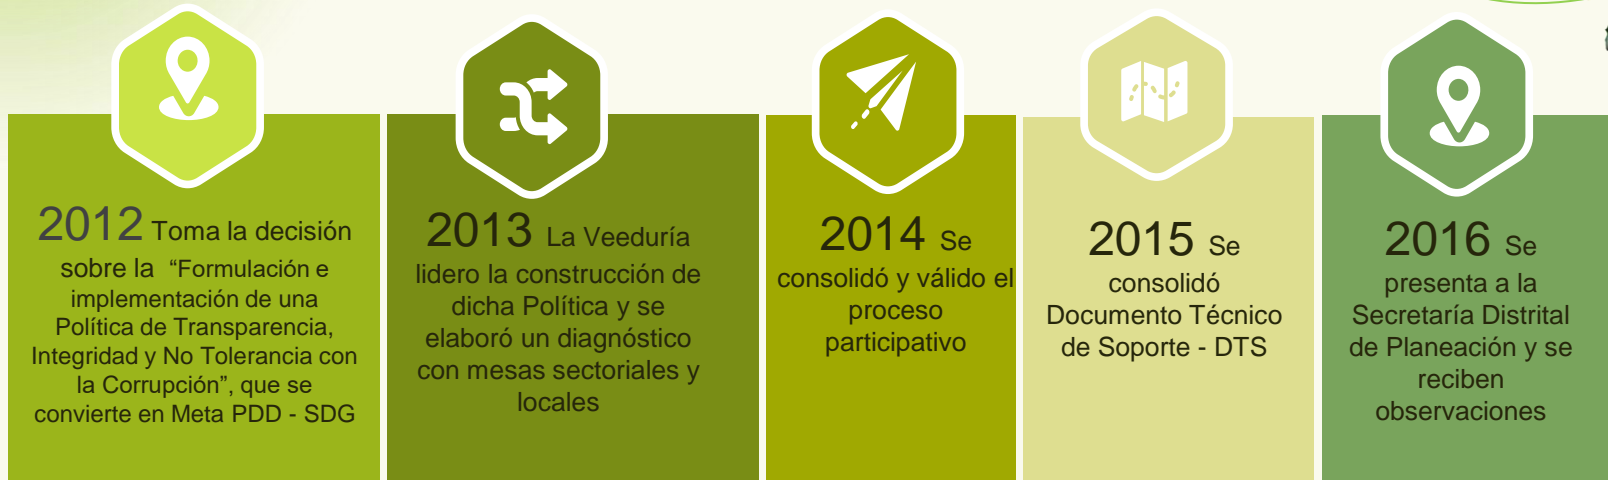 2012 Toma la decisión
sobre la “Formulación e
implementación de una
Política de Transparencia,
Integridad y No Tolerancia con
la Corrupción”, que se
convierte en Meta PDD - SDG
2013 La Veeduría
lidero la construcción de
dicha Política y se
elaboró un diagnóstico
con mesas sectoriales y
locales
2014 Se
consolidó y válido el
proceso
participativo
2015 Se
consolidó
Documento Técnico
de Soporte - DTS
2016 Se
presenta a la
Secretaría Distrital
de Planeación y se
reciben
observaciones